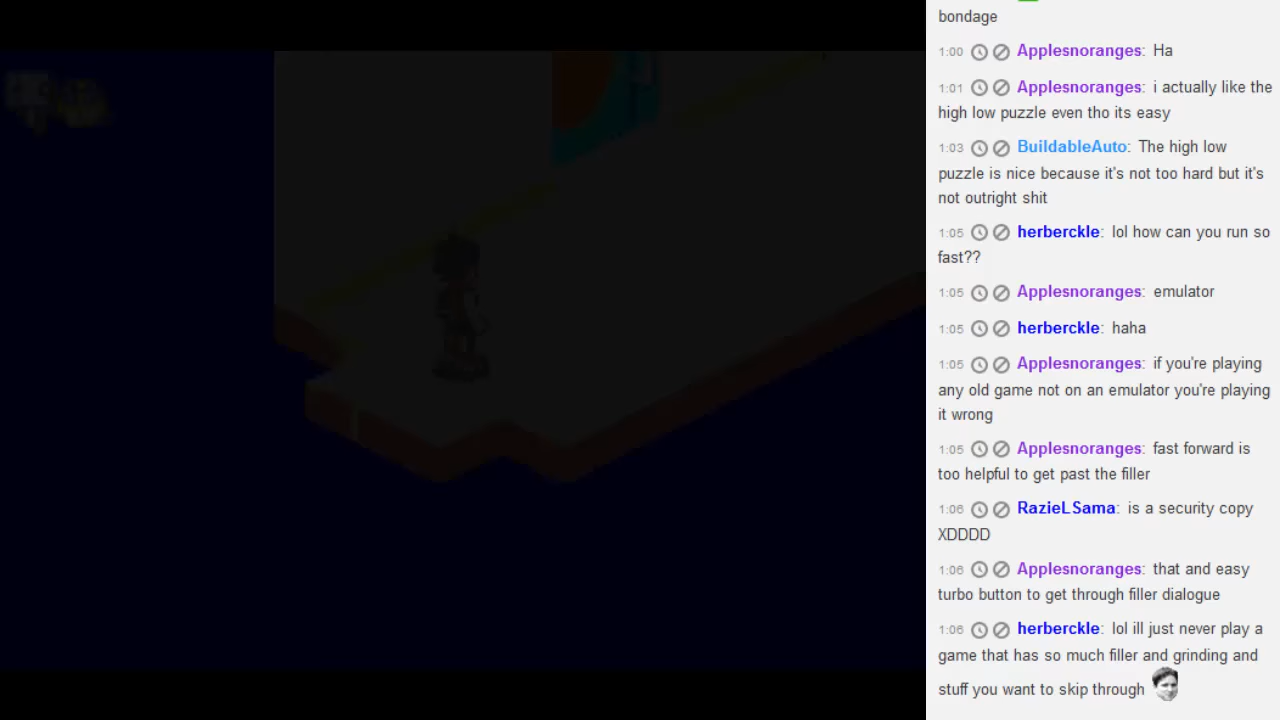 bondage
1:00 Applesnoranges: Ha
1:01 Applesnoranges: i actually like the
high low puzzle even tho its easy
1:03 BuildableAuto: The high low
puzzle is nice because it's not too hard but it's
not outright shit
1:05 herberckle: lol how can you run so
fast??
1:05 Applesnoranges: emulator
1:05 herberckle: haha
1:05 Applesnoranges: if you're playing
any old game not on an emulator you're playing
it wrong
1:05 Applesnoranges: fast forward is
too helpful to get past the filler
1:06 RazieLSama: is a security copy
XDDDD
1:06 Applesnoranges: that and easy
turbo button to get through filler dialogue
1:06 herberckle: lol ill just never play a
game that has so much filler and grinding and
stuff you want to skip through